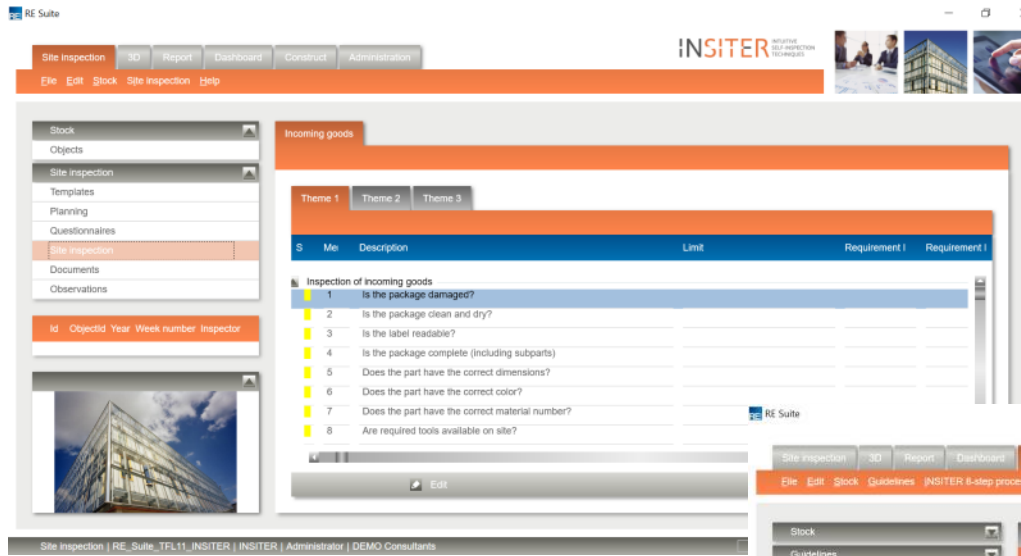 RE Suite
Site inspection 3D Report Dashboard Construct Administration
INSITER INTUITIVE
SELF-INSPECTION
TECHNIQUES
File Edit Stock Site inspection Help
Stock
Objects
Site inspection
Templates
Planning
Questionnaires
Site inspection
Documents
Observations
Id ObjectId Year Week number Inspector
Incoming goods
Theme 1 Theme 2 Theme 3
S Me Description Limit Requirement I Requirement I
Inspection of incoming goods
1 Is the package damaged?
2 Is the package clean and dry?
3 Is the label readable?
4 Is the package complete (including subparts)
5 Does the part have the correct dimensions?
6 Does the part have the correct color?
7 Does the part have the correct material number?
8 Are required tools available on site?
Edit
Site inspection | RE_Suite_TFL11_INSITER | INSITER | Administrator | DEMO Consultants
RE Suite
Site inspection 3D Report Dashboard
File Edit Stock Guidelines INSITER 8-step proce
Stock
Guidelines